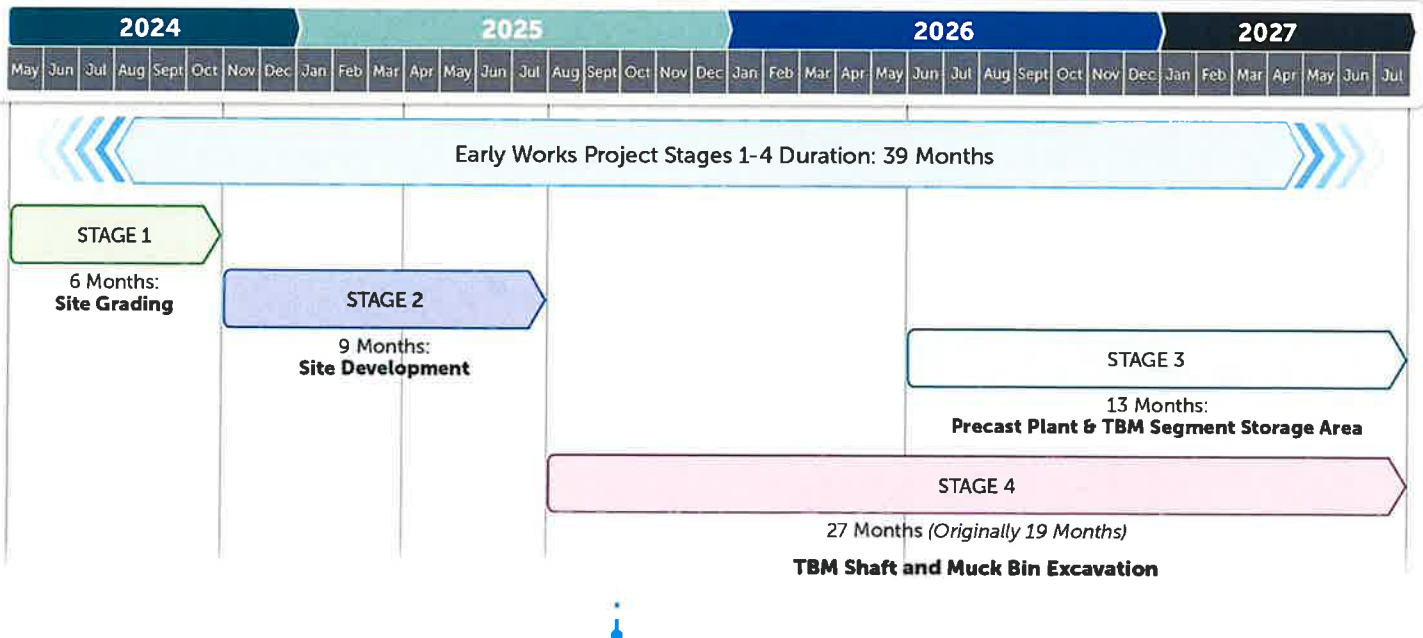 2024 2025 2026 2027
May Jun Jul Aug Sept Oct Nov Dec Jan Feb Mar Apr May Jun Jul Aug Sept Oct Nov Dec Jan Feb Mar Apr May Jun Jul Aug Sept Oct Nov Dec Jan Feb Mar Apr May Jun Jul
Early Works Project Stages 1-4 Duration: 39 Months
STAGE 1
6 Months:
Site Grading
STAGE 2
9 Months:
Site Development
STAGE 3
13 Months:
Precast Plant & TBM Segment Storage Area
STAGE 4
27 Months (Originally 19 Months)
TBM Shaft and Muck Bin Excavation